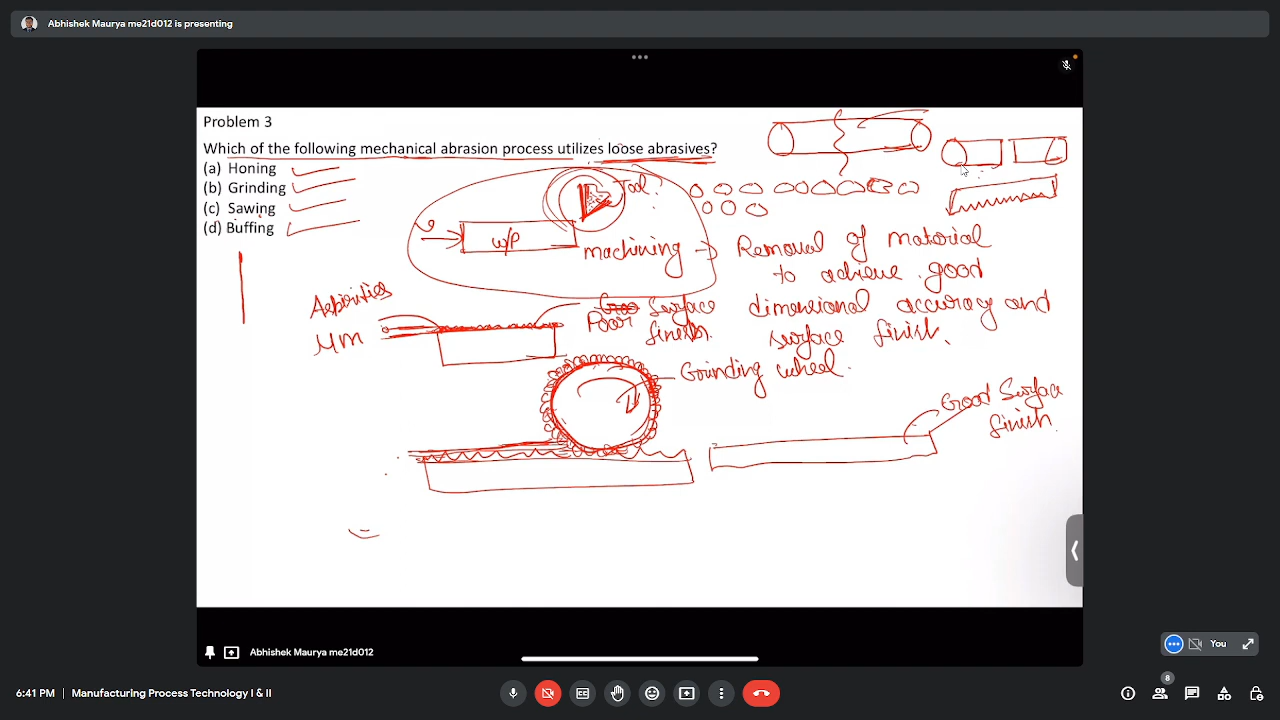 Abhishek Maurya me21d012 is presenting
Problem 3
Which of the following mechanical abrasion process utilizes loose abrasives?
(a) Honing
(b) Grinding
(c) Sawing
(d) Buffing
Tool?
w/P
machining → Removal of material
to achieve good
dimensional accuracy and
surface finish.
Poor Surface
finish.
μm
Grinding wheel.
Good Surface
finish.
Abhishek Maurya me21d012
You
8
6:41 PM | Manufacturing Process Technology I & II